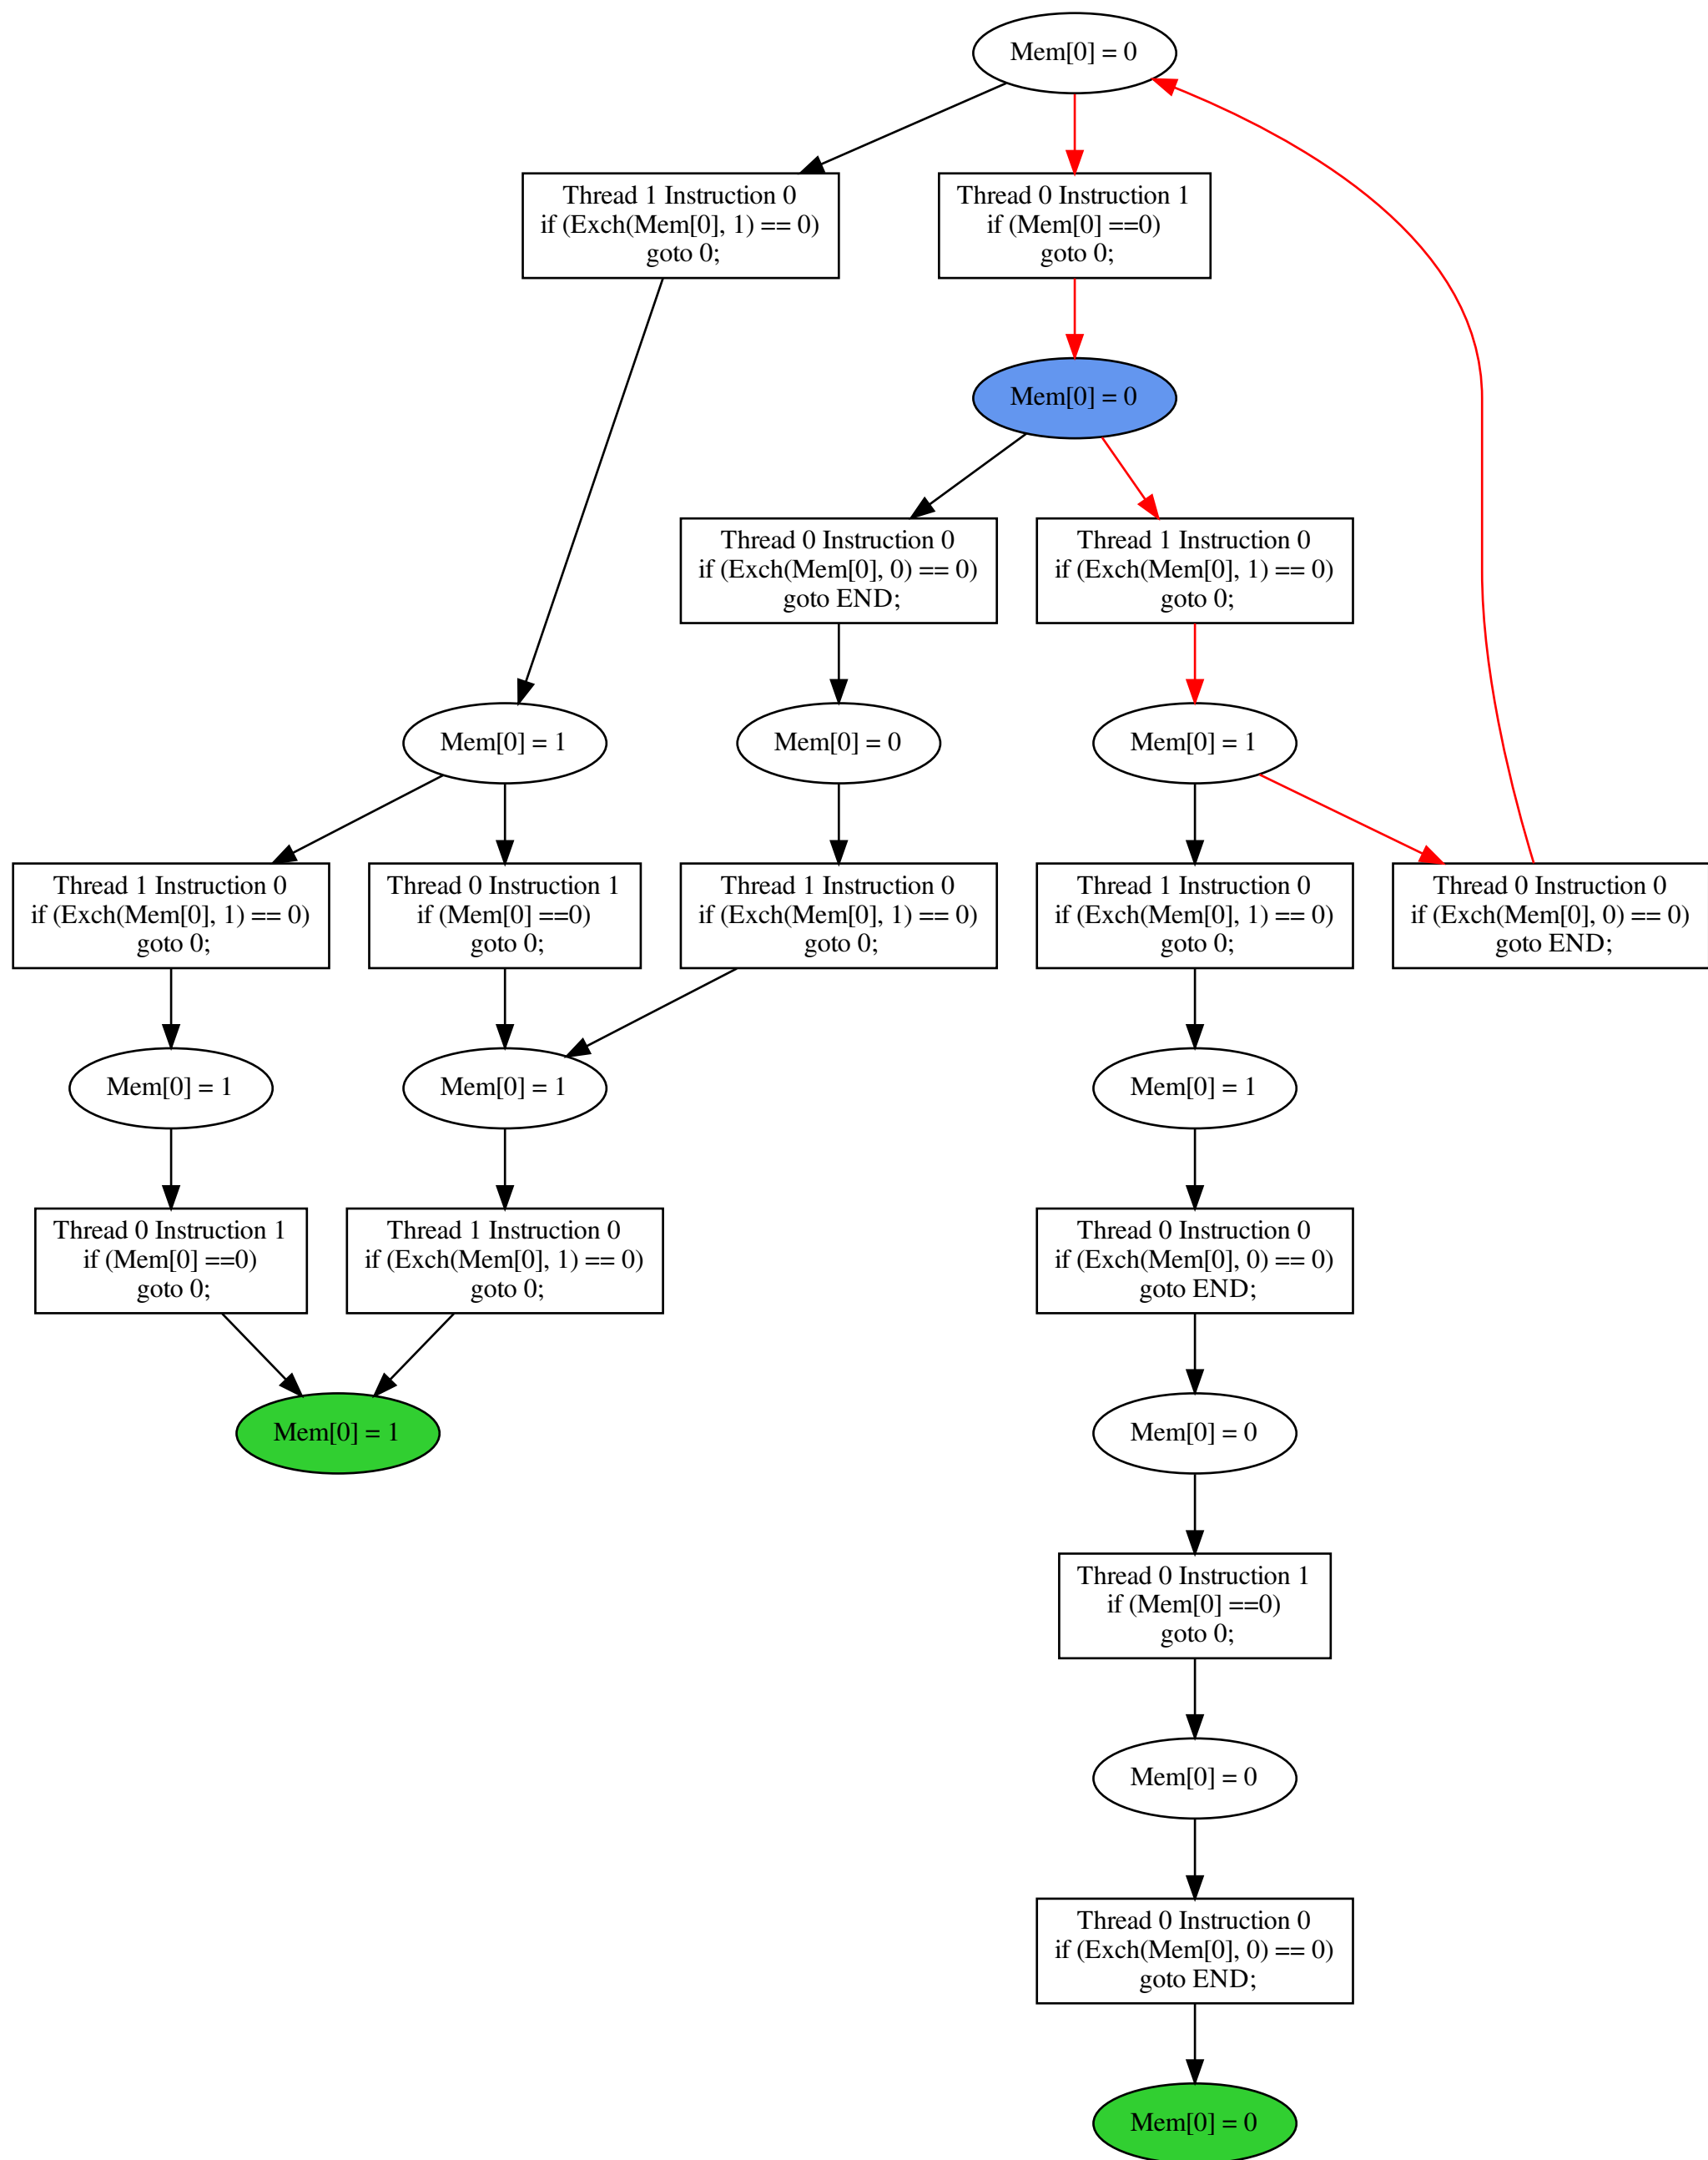 Mem[0] = 0
Thread 1 Instruction 0
if (Exch(Mem[0], 1) == 0)
goto 0;
Thread 0 Instruction 1
if (Mem[0] ==0)
goto 0;
Mem[0] = 0
Thread 0 Instruction 0
if (Exch(Mem[0], 0) == 0)
goto END;
Thread 1 Instruction 0
if (Exch(Mem[0], 1) == 0)
goto 0;
Mem[0] = 1
Mem[0] = 0
Mem[0] = 1
Thread 1 Instruction 0
if (Exch(Mem[0], 1) == 0)
goto 0;
Thread 0 Instruction 1
if (Mem[0] ==0)
goto 0;
Thread 1 Instruction 0
if (Exch(Mem[0], 1) == 0)
goto 0;
Thread 1 Instruction 0
if (Exch(Mem[0], 1) == 0)
goto 0;
Thread 0 Instruction 0
if (Exch(Mem[0], 0) == 0)
goto END;
Mem[0] = 1
Mem[0] = 1
Mem[0] = 1
Thread 0 Instruction 1
if (Mem[0] ==0)
goto 0;
Thread 1 Instruction 0
if (Exch(Mem[0], 1) == 0)
goto 0;
Thread 0 Instruction 0
if (Exch(Mem[0], 0) == 0)
goto END;
Mem[0] = 1
Mem[0] = 0
Thread 0 Instruction 1
if (Mem[0] ==0)
goto 0;
Mem[0] = 0
Thread 0 Instruction 0
if (Exch(Mem[0], 0) == 0)
goto END;
Mem[0] = 0